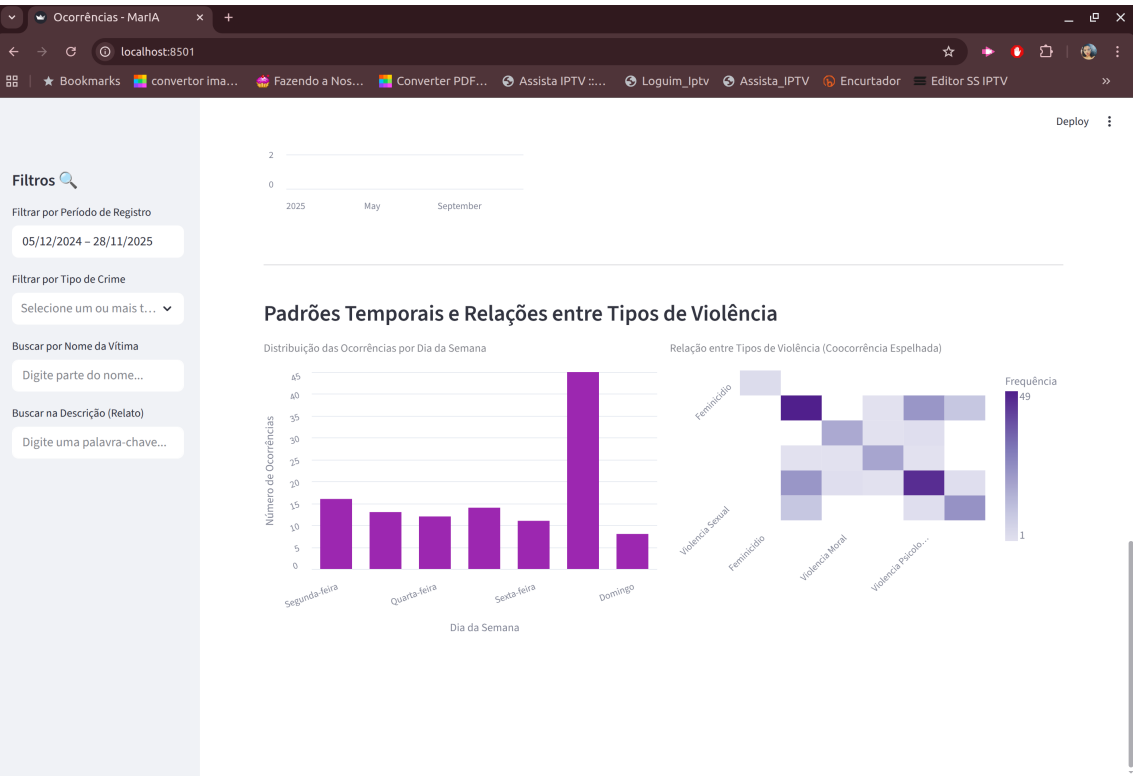 Ocorrências - MarIA
localhost:8501
Bookmarks
convertor ima...
Fazendo a Nos...
Converter PDF...
Assista IPTV ::...
Loguim_Iptv
Assista_IPTV
Encurtador
Editor SS IPTV
Deploy
Filtros
Filtrar por Período de Registro
05/12/2024 – 28/11/2025
Filtrar por Tipo de Crime
Selecione um ou mais t...
Buscar por Nome da Vítima
Digite parte do nome...
Buscar na Descrição (Relato)
Digite uma palavra-chave...
2
0
2025 May September
Padrões Temporais e Relações entre Tipos de Violência
Distribuição das Ocorrências por Dia da Semana
45
40
35
30
25
20
15
10
5
0
Número de Ocorrências
Segunda-feira Quarta-feira Sexta-feira Domingo
Dia da Semana
Relação entre Tipos de Violência (Coocorrência Espelhada)
Feminicidio
Violencia Sexual
Feminicidio Violencia Moral Violencia Psicolo...
Frequência
49
1